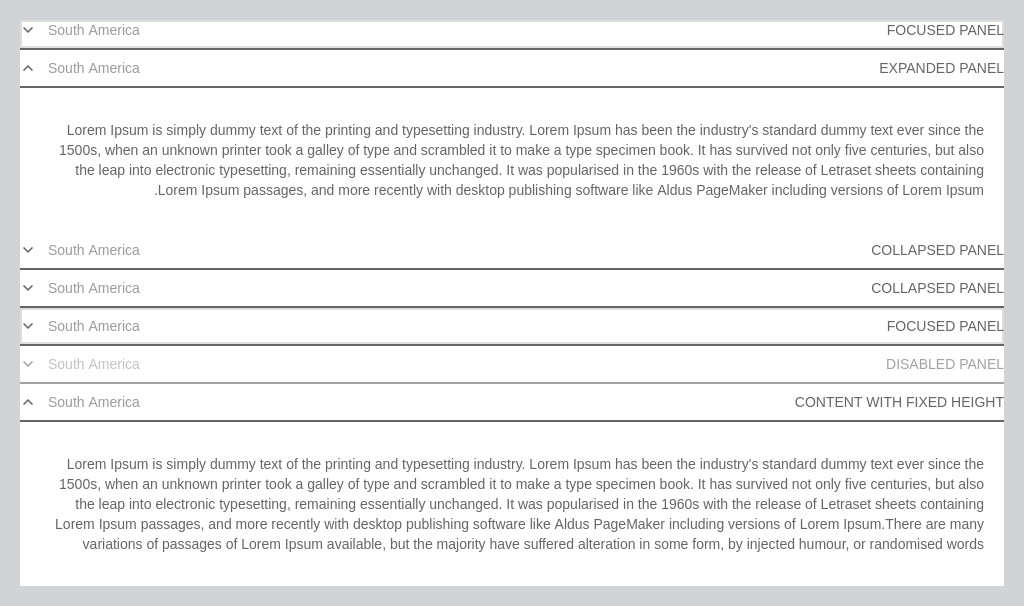 FOCUSED PANEL South America
EXPANDED PANEL South America
Lorem Ipsum is simply dummy text of the printing and typesetting industry. Lorem Ipsum has been the industry's standard dummy text ever since the
1500s, when an unknown printer took a galley of type and scrambled it to make a type specimen book. It has survived not only five centuries, but also
the leap into electronic typesetting, remaining essentially unchanged. It was popularised in the 1960s with the release of Letraset sheets containing
.Lorem Ipsum passages, and more recently with desktop publishing software like Aldus PageMaker including versions of Lorem Ipsum
COLLAPSED PANEL South America
COLLAPSED PANEL South America
FOCUSED PANEL South America
DISABLED PANEL South America
CONTENT WITH FIXED HEIGHT South America
Lorem Ipsum is simply dummy text of the printing and typesetting industry. Lorem Ipsum has been the industry's standard dummy text ever since the
1500s, when an unknown printer took a galley of type and scrambled it to make a type specimen book. It has survived not only five centuries, but also
the leap into electronic typesetting, remaining essentially unchanged. It was popularised in the 1960s with the release of Letraset sheets containing
Lorem Ipsum passages, and more recently with desktop publishing software like Aldus PageMaker including versions of Lorem Ipsum.There are many
variations of passages of Lorem Ipsum available, but the majority have suffered alteration in some form, by injected humour, or randomised words